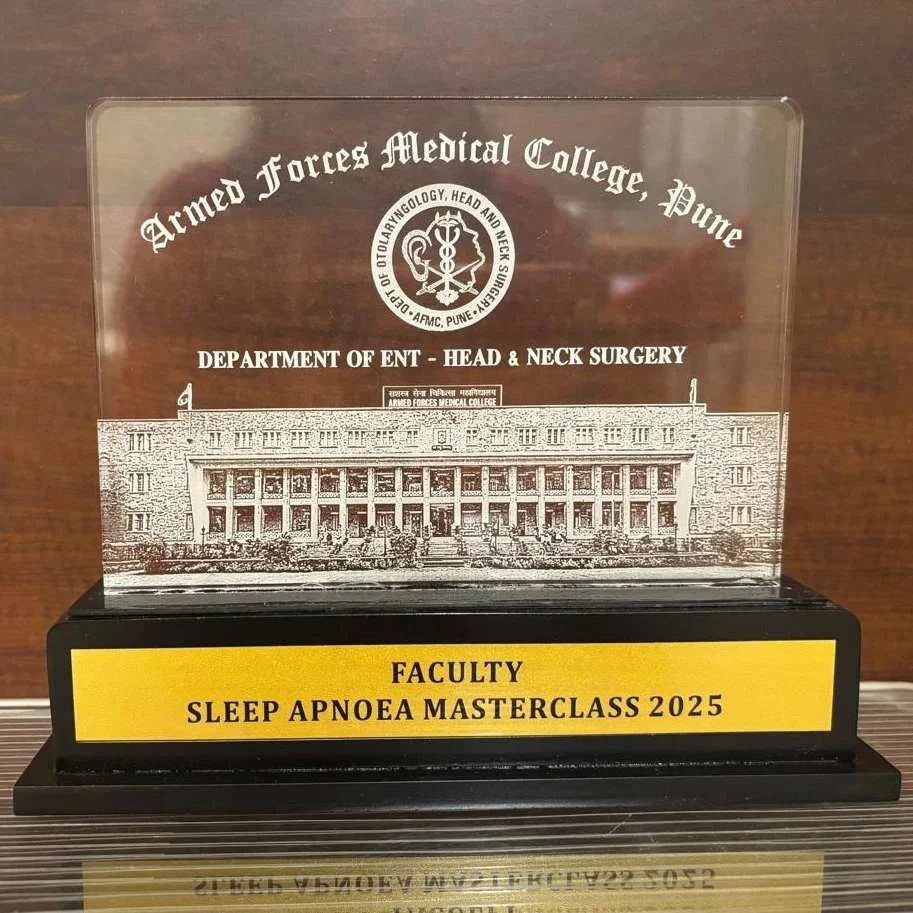 Armed Forces Medical College, Pune
DEPT OF OTOLARYNGOLOGY, HEAD AND NECK SURGERY
• AFMC, PUNE •
DEPARTMENT OF ENT - HEAD & NECK SURGERY
सशस्त्र सेना चिकित्सा महाविद्यालय
ARMED FORCES MEDICAL COLLEGE
FACULTY
SLEEP APNOEA MASTERCLASS 2025